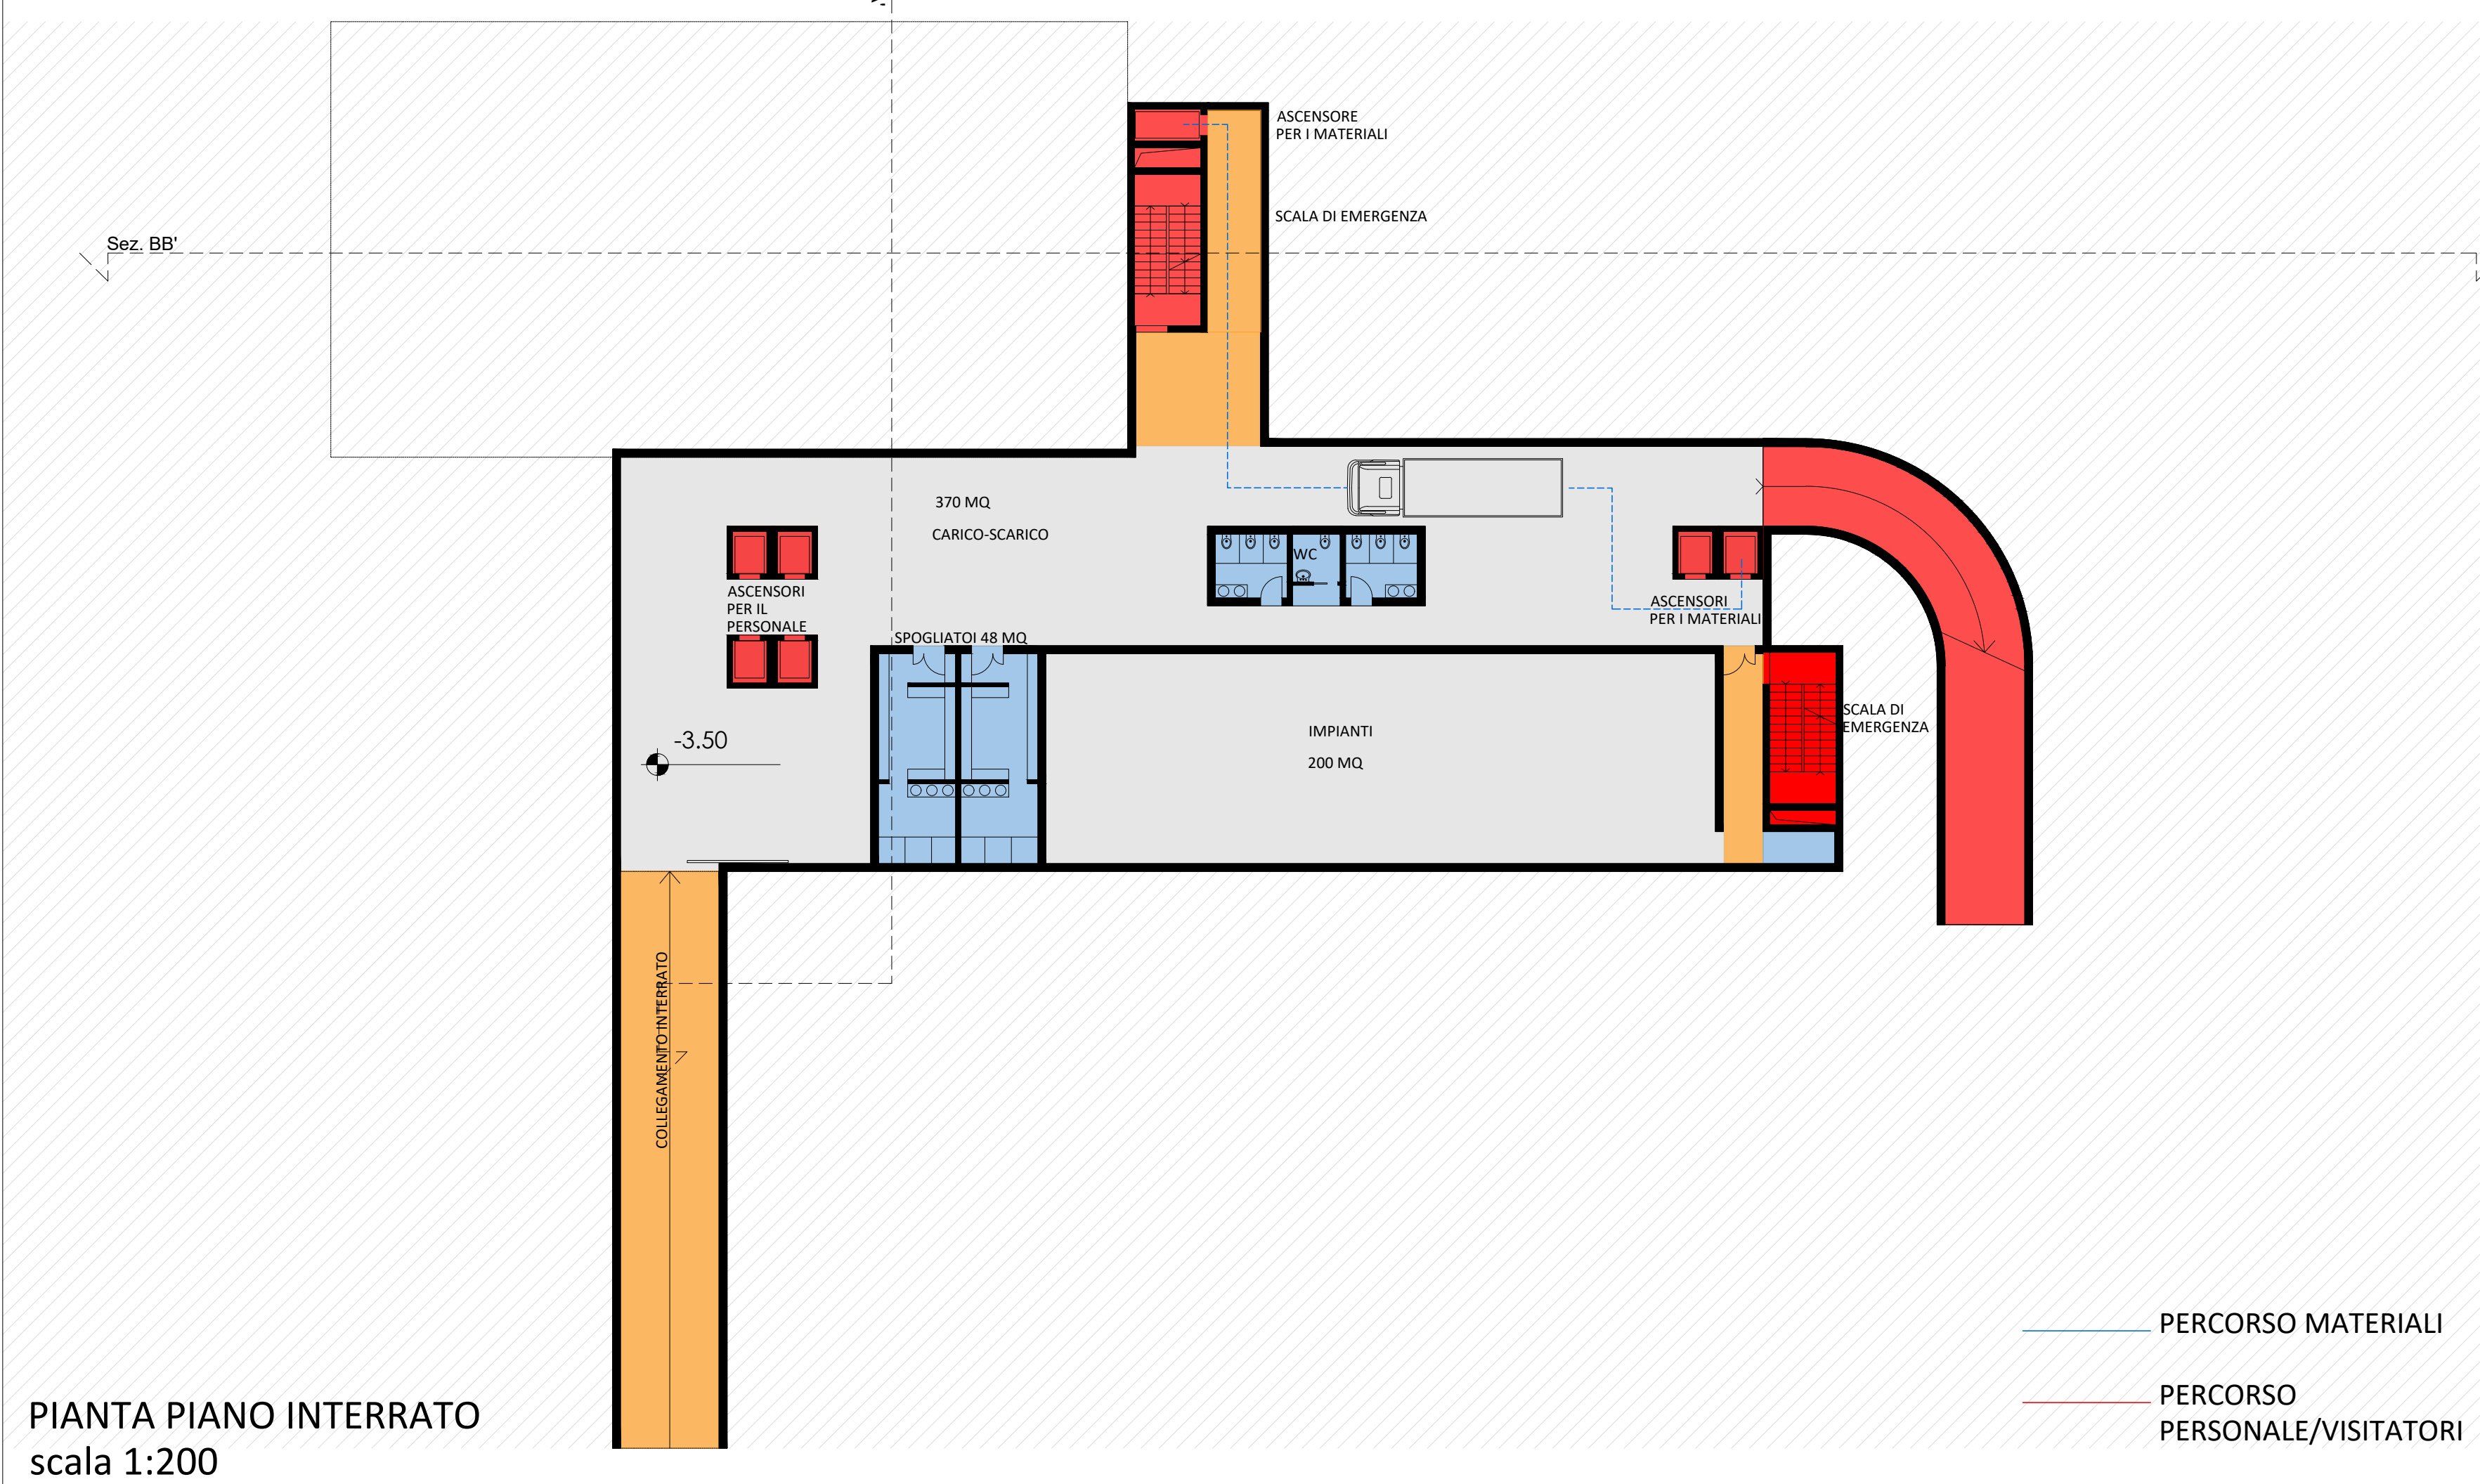 ASCENSORE
PER I MATERIALI
SCALA DI EMERGENZA
Sez. BB'
370 MQ
CARICO-SCARICO
WC
ASCENSORI
PER IL
PERSONALE
ASCENSORI
PER I MATERIALI
SPOGLIATOI 48 MQ
SCALA DI
EMERGENZA
IMPIANTI
200 MQ
-3.50
COLLEGAMENTO INTERRATO
PERCORSO MATERIALI
PERCORSO
PERSONALE/VISITATORI
PIANTA PIANO INTERRATO
scala 1:200